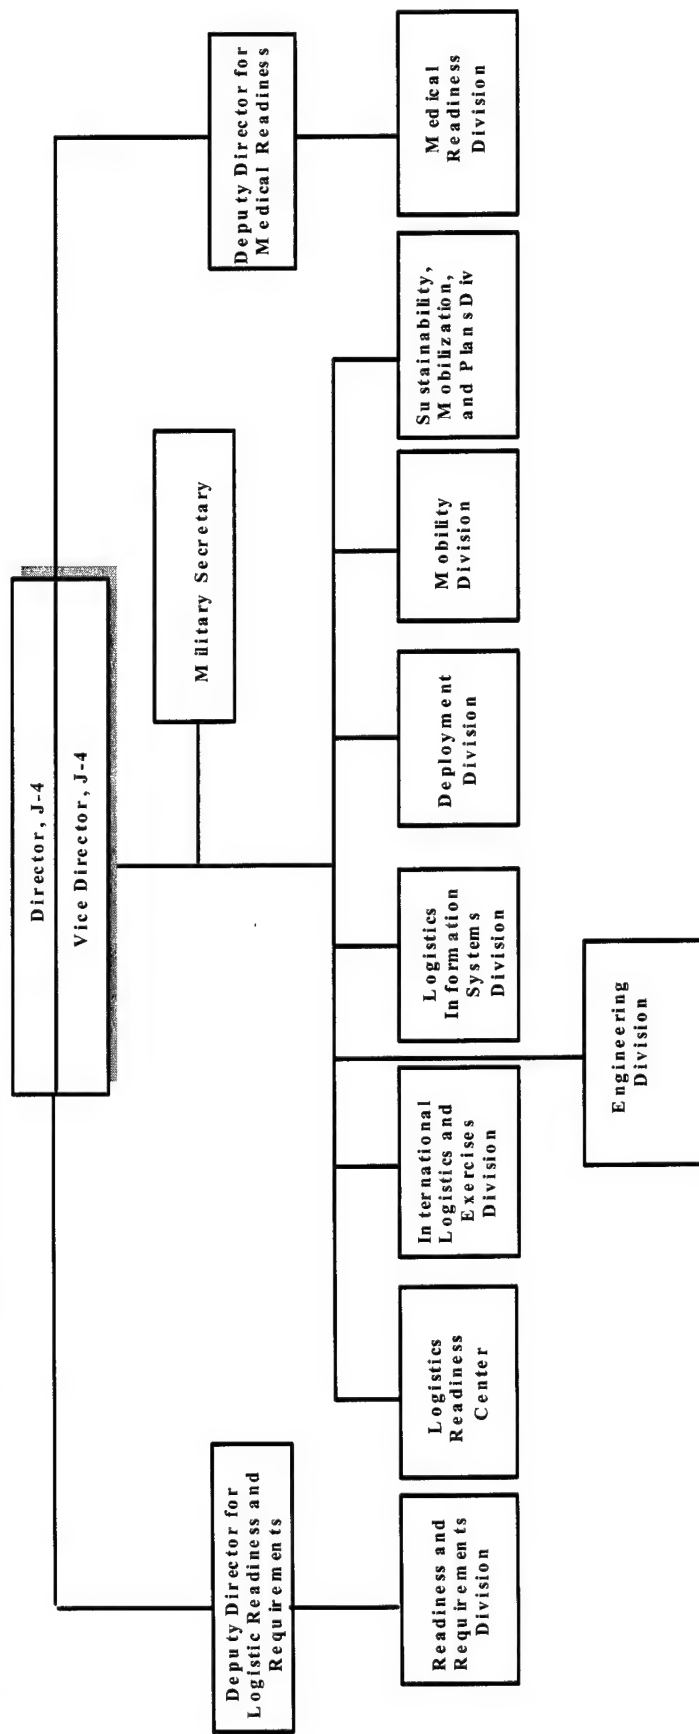 Director, J-4
Vice Director, J-4
Military Secretary
Deputy Director for
Logistic Readiness and
Requirements
Deputy Director for
Medical Readiness
Readiness and
Requirements
Division
Logistics
Readiness
Center
International
Logistics and
Exercises
Division
Logistics
Information
Systems
Division
Deployment
Division
Mobility
Division
Sustainability,
Mobilization,
and Plans Div
Medical
Readiness
Division
Engineering
Division